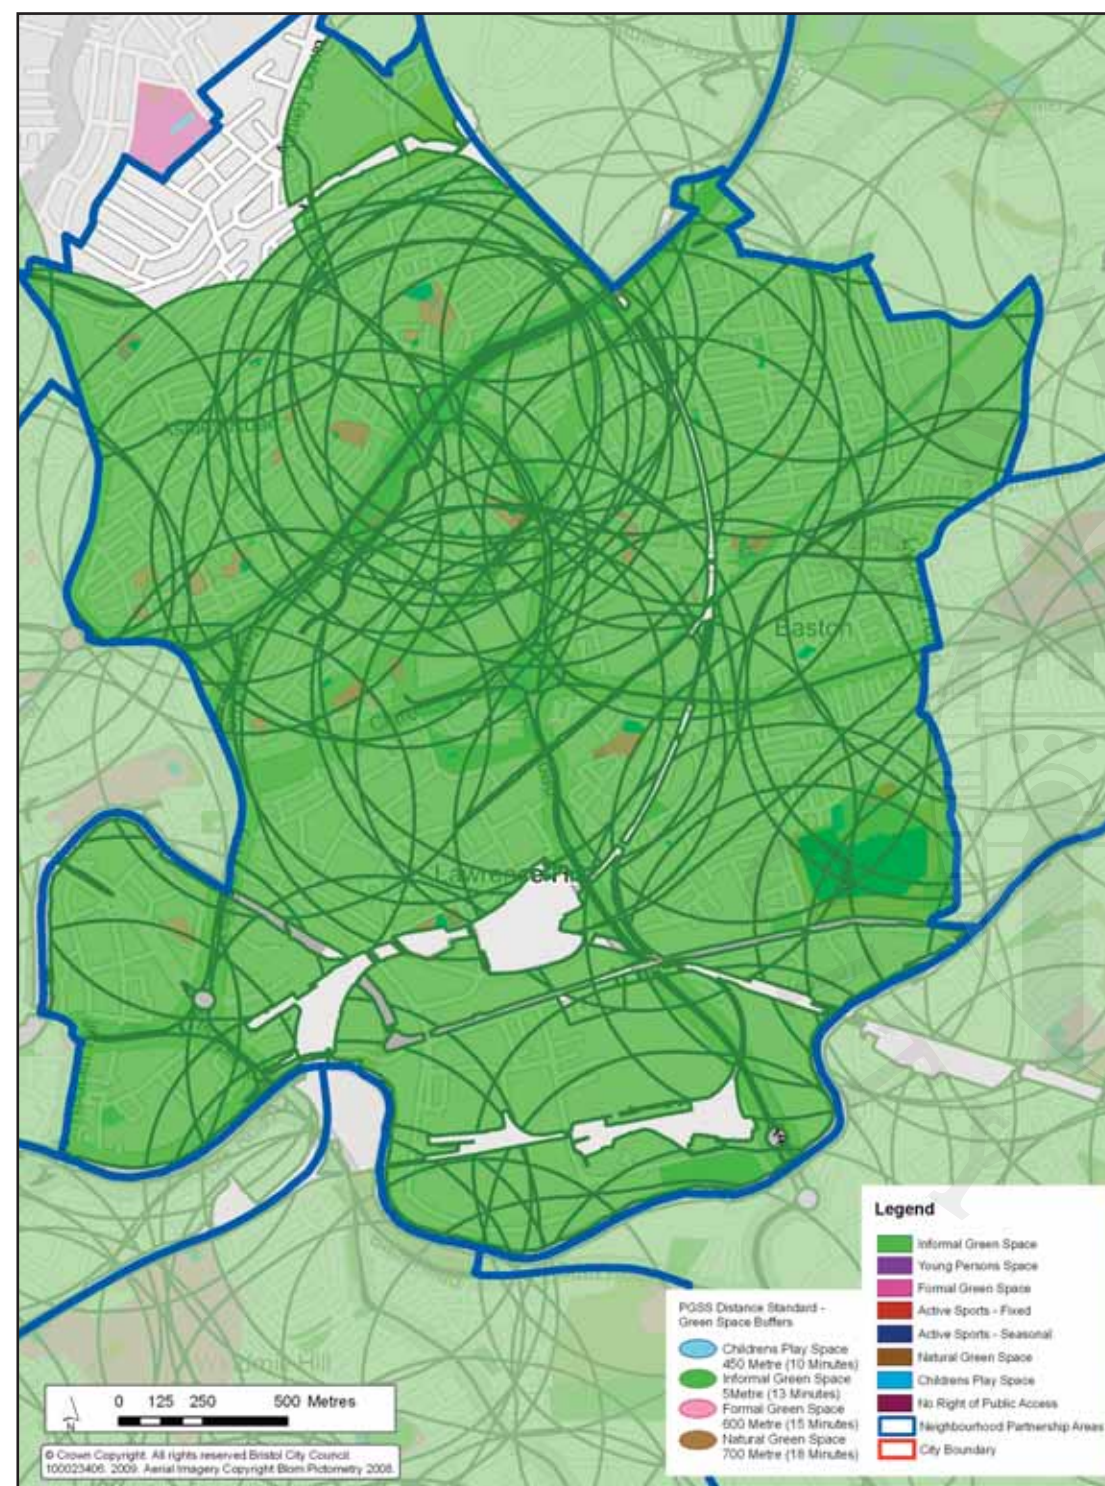 Easton
Legend
Informal Green Space
Young Persons Space
Formal Green Space
Active Sports - Fixed
Active Sports - Seasonal
Natural Green Space
Childrens Play Space
No Right of Public Access
Neighbourhood Partnership Areas
City Boundary
PGSS Distance Standard -
Green Space Buffers
Childrens Play Space
450 Metre (10 Minutes)
Informal Green Space
5Metre (13 Minutes)
Formal Green Space
600 Metre (15 Minutes)
Natural Green Space
700 Metre (18 Minutes)
0 125 250 500 Metres
N
© Crown Copyright. All rights reserved.Bristol City Council.
100023406. 2009. Aerial Imagery Copyright Blom Pictometry 2008.